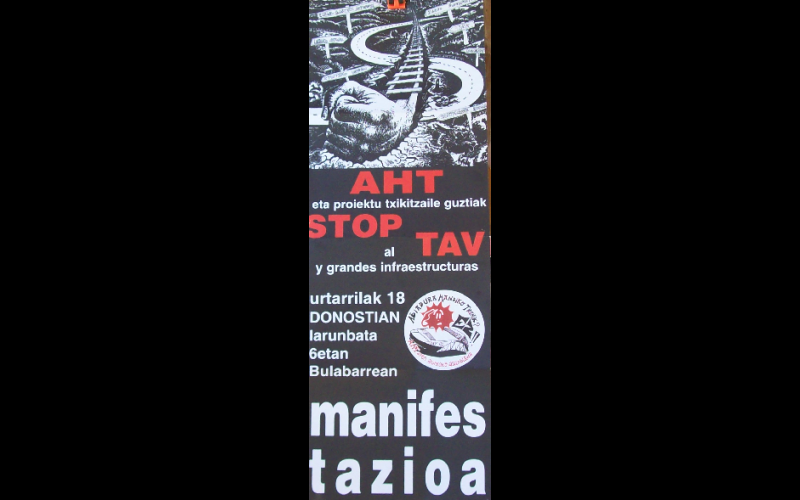 AHT
eta proiektu txikitzaile guztiak
STOP
al TAV
y grandes infraestructuras
urtarrilak 18
DONOSTIAN
larunbata
6etan
Bulabarrean
manifes
tazioa